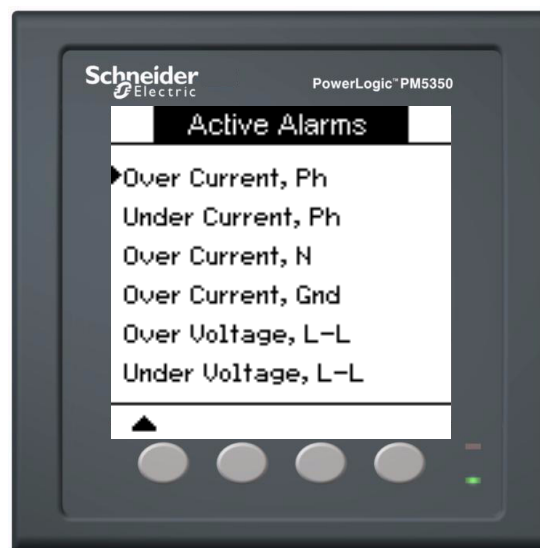 Schneider
Electric
PowerLogic™ PM5350
Active Alarms
Over Current, Ph
Under Current, Ph
Over Current, N
Over Current, Gnd
Over Voltage, L-L
Under Voltage, L-L